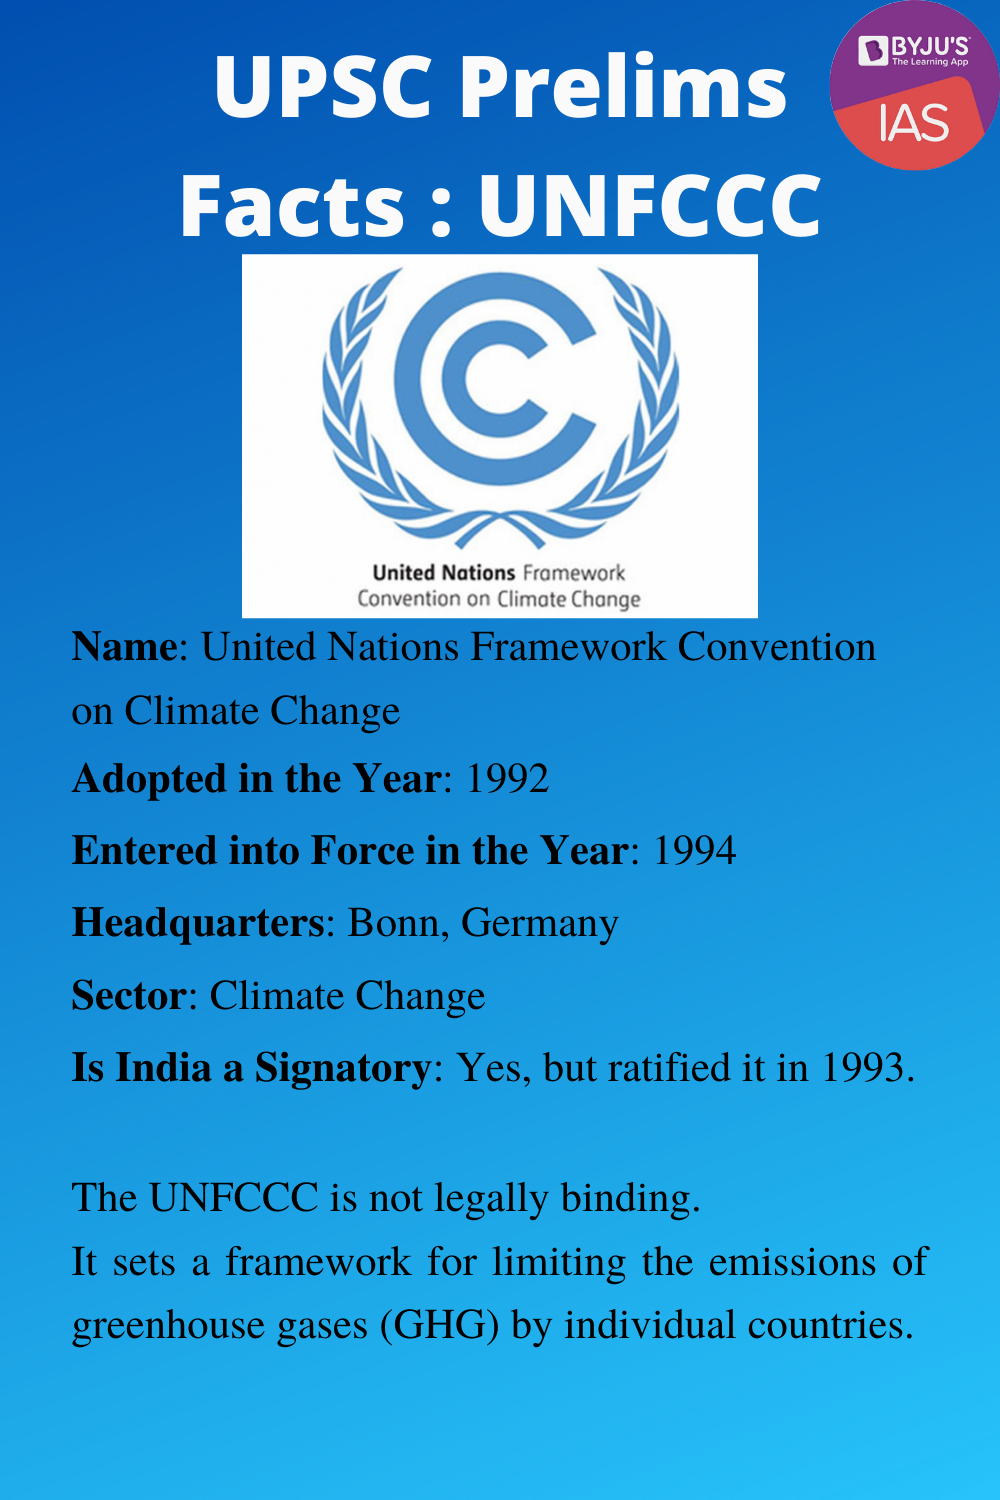 UPSC Prelims
Facts : UNFCCC
BYJU'S
The Learning App
IAS
United Nations Framework
Convention on Climate Change
Name: United Nations Framework Convention
on Climate Change
Adopted in the Year: 1992
Entered into Force in the Year: 1994
Headquarters: Bonn, Germany
Sector: Climate Change
Is India a Signatory: Yes, but ratified it in 1993.
The UNFCCC is not legally binding.
It sets a framework for limiting the emissions of
greenhouse gases (GHG) by individual countries.